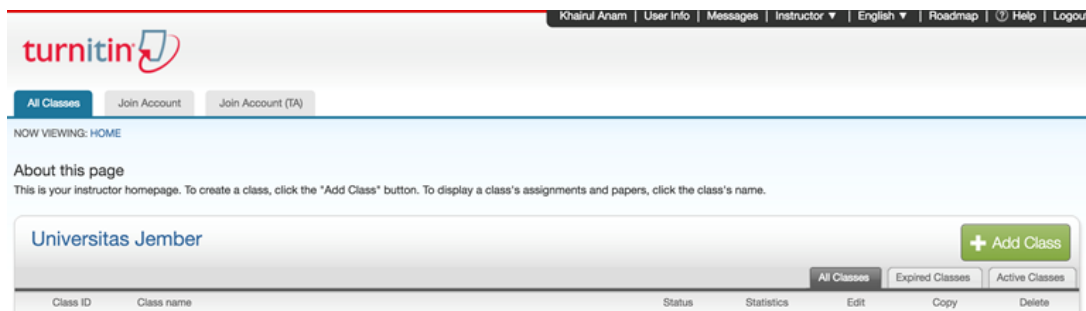 Khairul Anam | User Info | Messages | Instructor ▼ | English ▼ | Roadmap | ? Help | Logout
turnitin
All Classes Join Account Join Account (TA)
NOW VIEWING: HOME
About this page
This is your instructor homepage. To create a class, click the "Add Class" button. To display a class's assignments and papers, click the class's name.
Universitas Jember + Add Class
All Classes Expired Classes Active Classes
Class ID Class name Status Statistics Edit Copy Delete